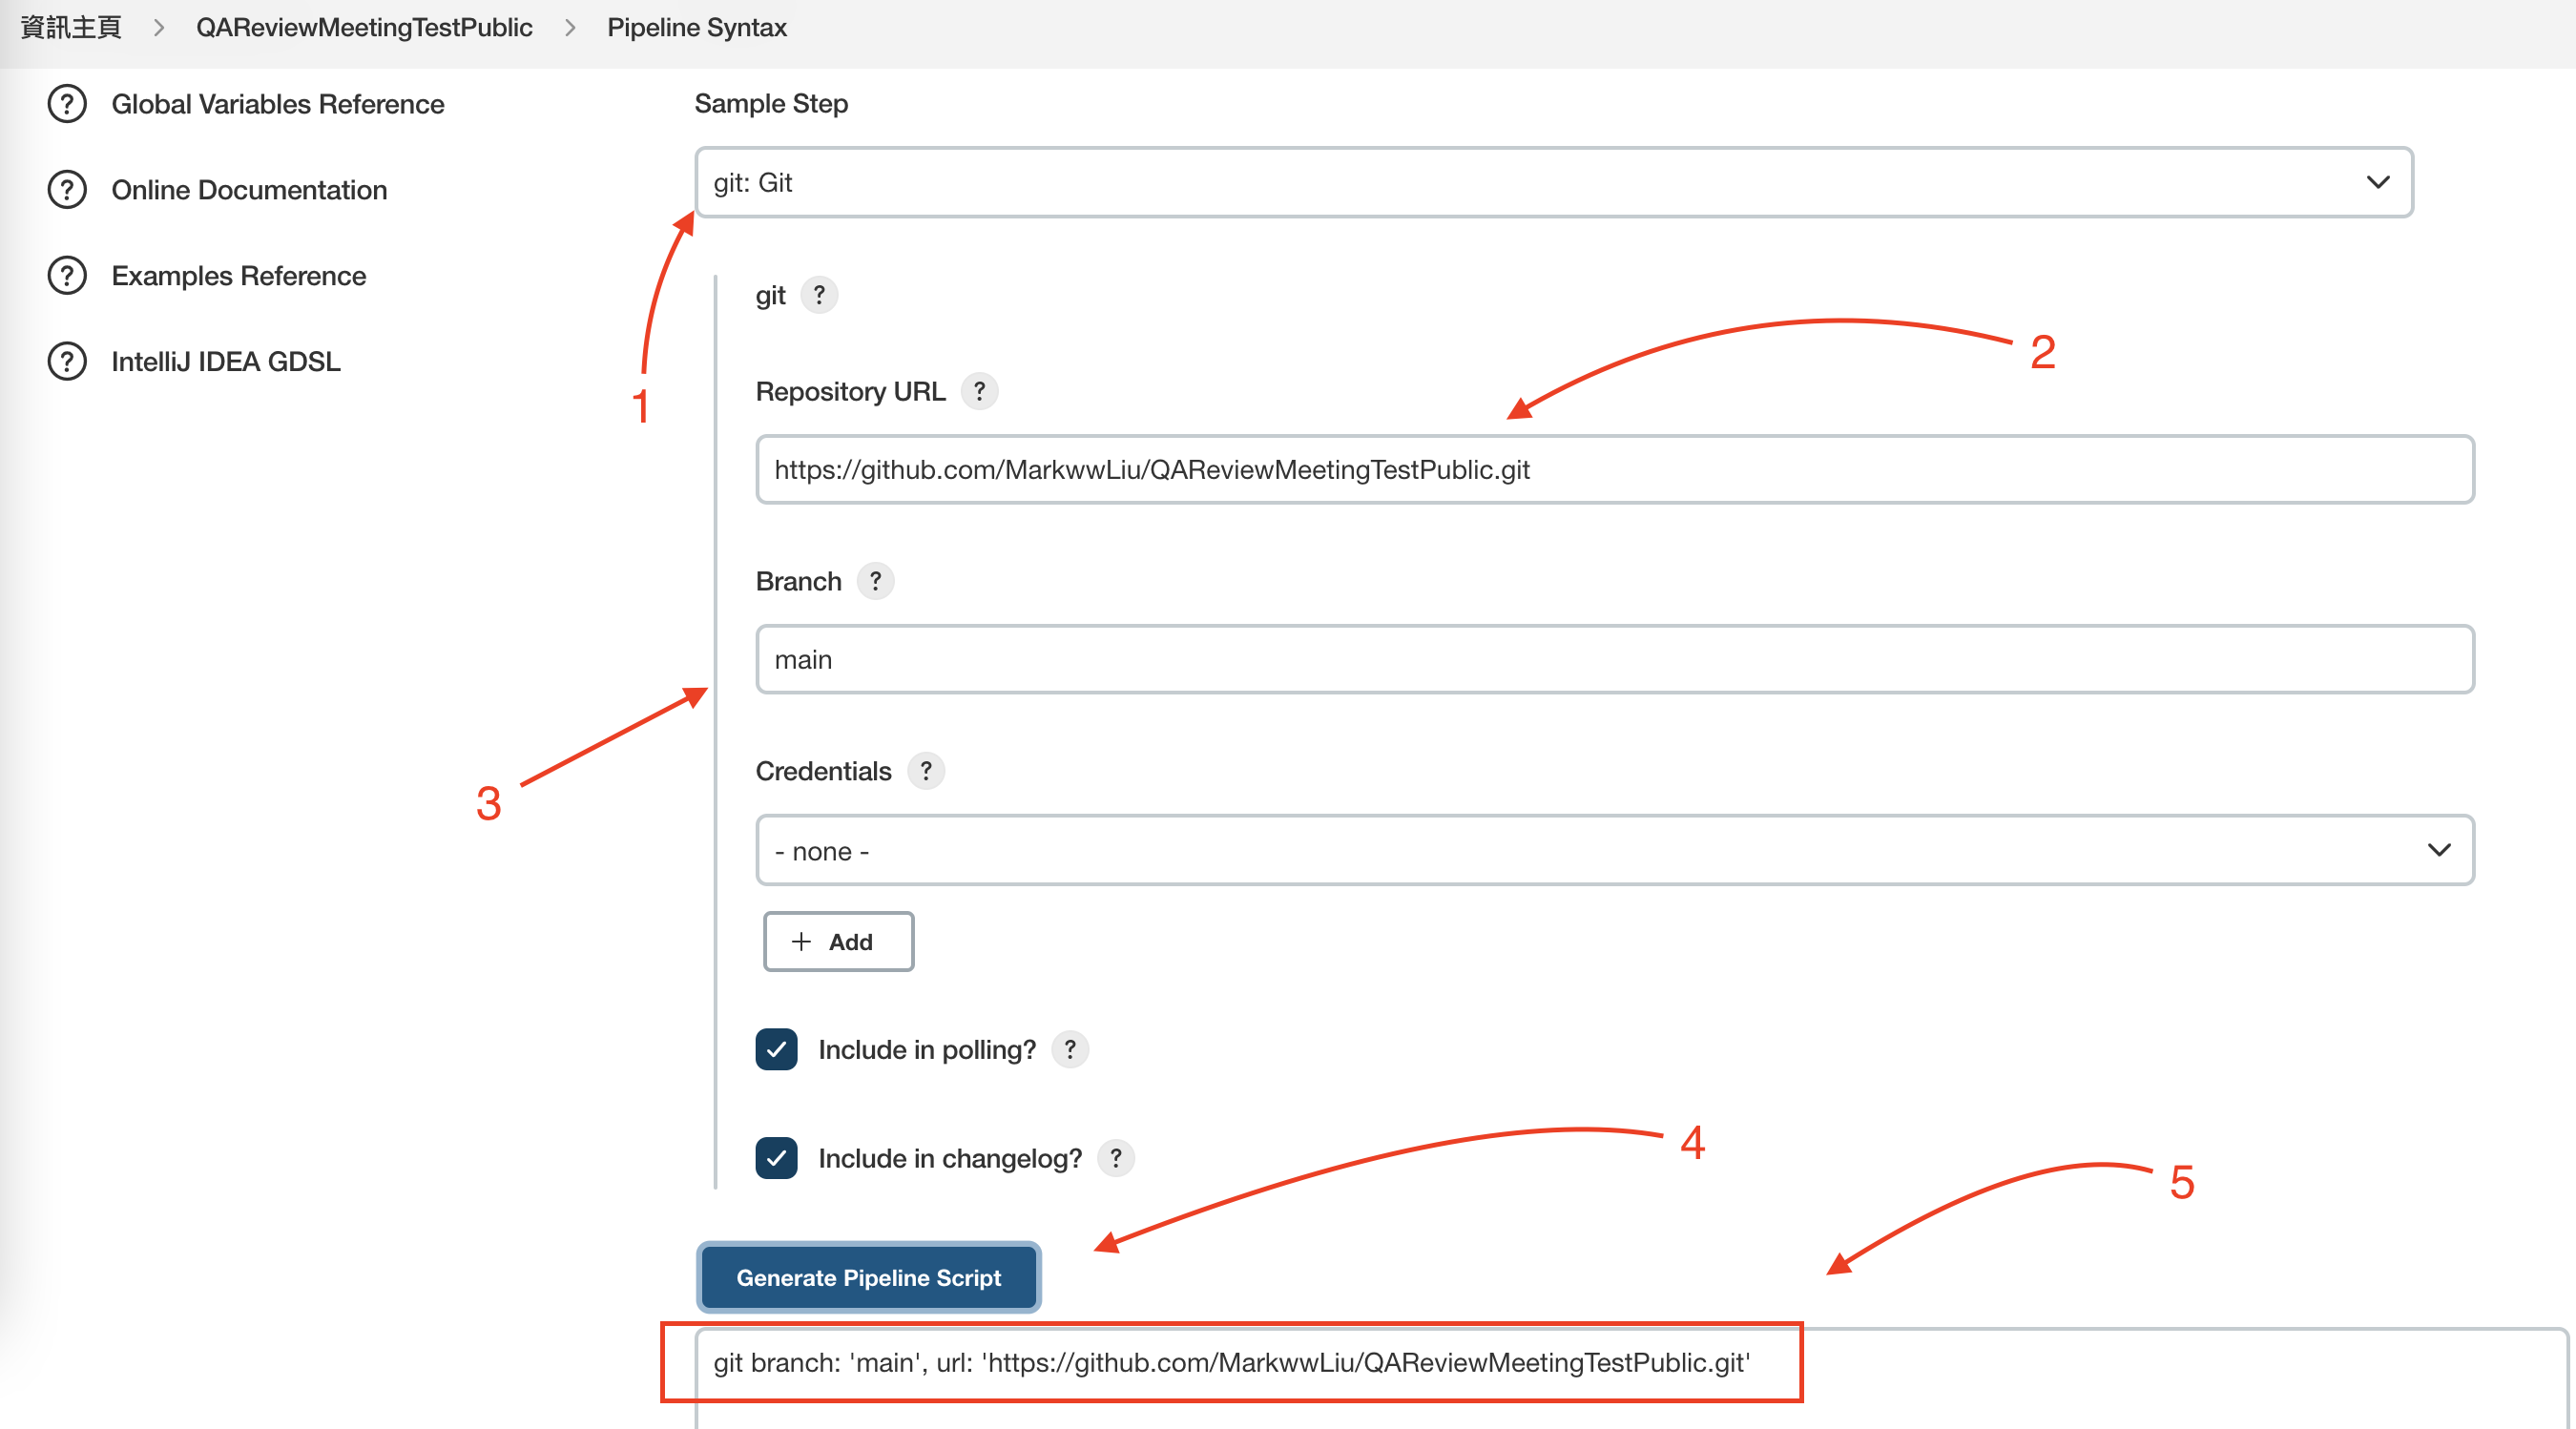 資訊主頁 > QAReviewMeetingTestPublic > Pipeline Syntax
? Global Variables Reference
? Online Documentation
? Examples Reference
? IntelliJ IDEA GDSL
Sample Step
git: Git
1
git ?
2
Repository URL ?
https://github.com/MarkwwLiu/QAReviewMeetingTestPublic.git
Branch ?
main
3
Credentials ?
- none -
+ Add
Include in polling? ?
Include in changelog? ?
4
5
Generate Pipeline Script
git branch: 'main', url: 'https://github.com/MarkwwLiu/QAReviewMeetingTestPublic.git'